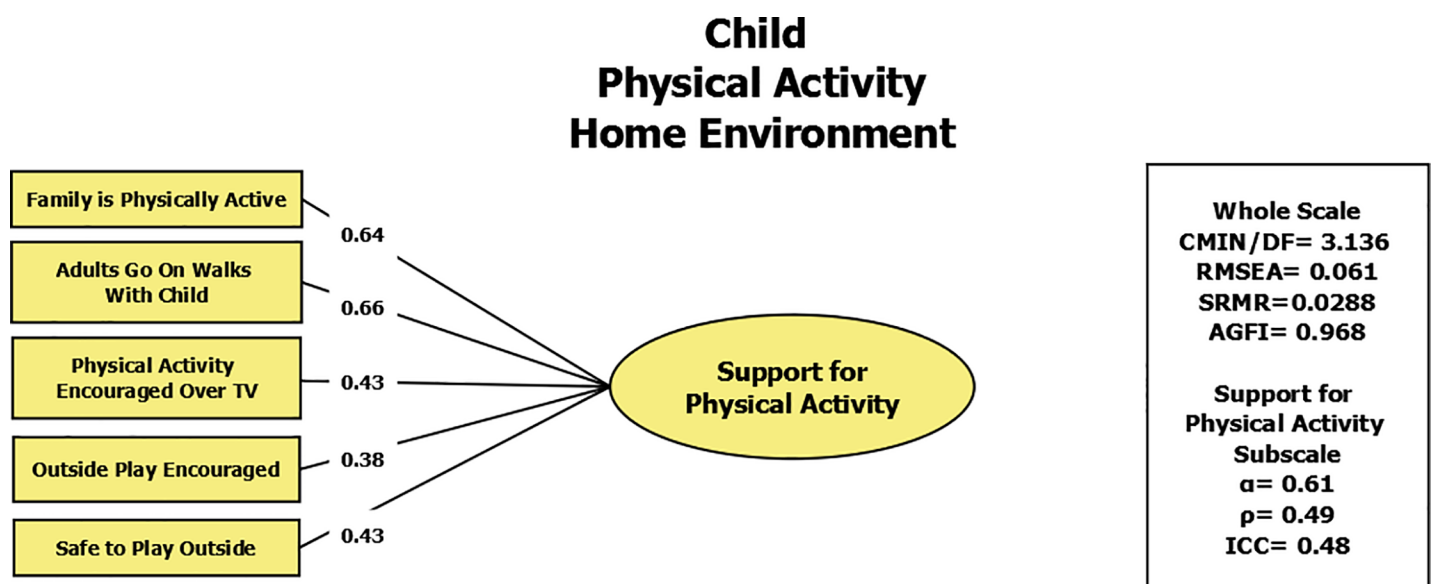 Child
Physical Activity
Home Environment
Family is Physically Active
0.64
Adults Go On Walks
With Child
0.66
Physical Activity
Encouraged Over TV
0.43
Outside Play Encouraged
0.38
Safe to Play Outside
0.43
Support for
Physical Activity
Whole Scale
CMIN/DF= 3.136
RMSEA= 0.061
SRMR=0.0288
AGFI= 0.968
Support for
Physical Activity
Subscale
α= 0.61
ρ= 0.49
ICC= 0.48